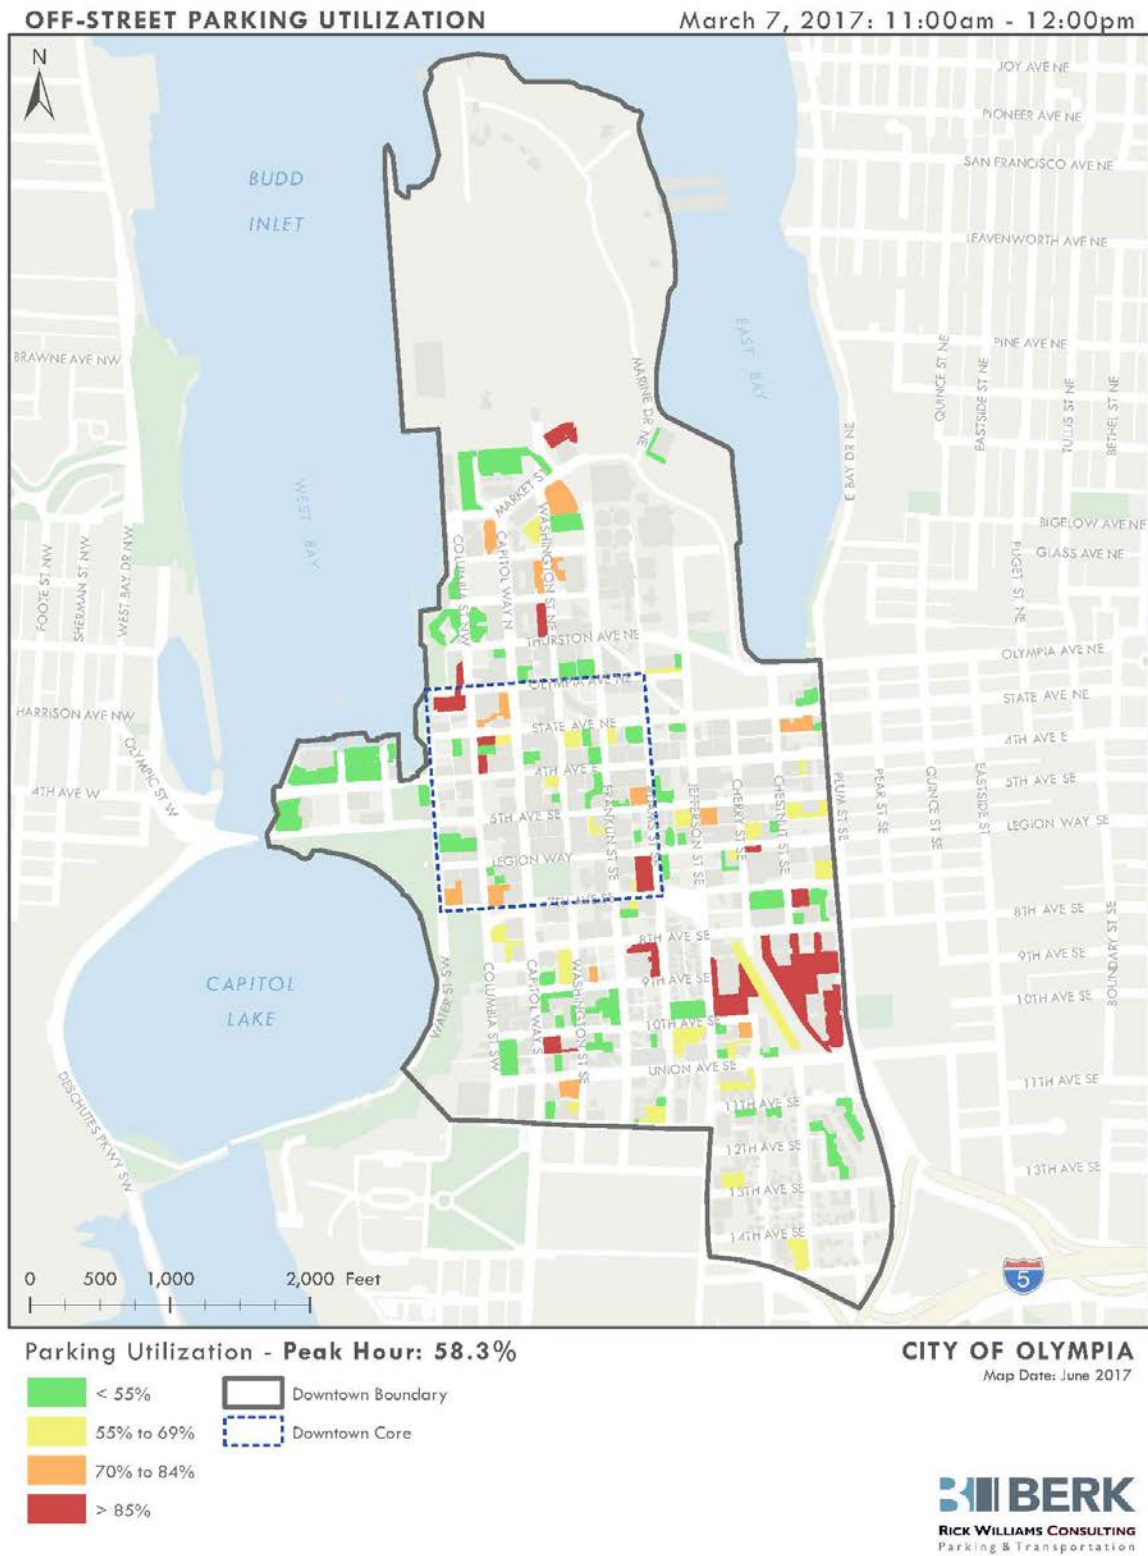 OFF-STREET PARKING UTILIZATION
March 7, 2017: 11:00am - 12:00pm
N
JOY AVE NE
PIONEER AVE NE
SAN FRANCISCO AVE NE
BUDD
INLET
LEAVENWORTH AVE NE
EAST BAY
PINE AVE NE
BRAWNE AVE NW
MARINE DR NE
QUINCE ST NE
EASTSIDE ST NE
TULLIS ST NE
BETHEL ST NE
E BAY DR NE
WEST BAY
MARKET ST
WASHINGTON ST NE
CAPITOL WAY N
COLUMBIA ST NW
BIGELOW AVE NE
GLASS AVE NE
PUGET ST NE
FOOTE ST NW
SHERMAN ST NW
WEST BAY DR NW
THURSTON AVE NE
OLYMPIA AVE NE
OLYMPIA AVE NE
STATE AVE NE
HARRISON AVE NW
STATE AVE NE
4TH AVE E
OLYMPIC ST W
4TH AVE E
5TH AVE SE
4TH AVE W
5TH AVE SE
FRANKLIN ST SE
JEFFERSON ST SE
CHERRY ST SE
CHESTNUT ST SE
PLUM ST SE
PEAR ST SE
QUINCE ST SE
EASTSIDE ST
LEGION WAY SE
LEGION WAY
7TH AVE SE
8TH AVE SE
8TH AVE SE
9TH AVE SE
9TH AVE SE
10TH AVE SE
BOUNDARY ST SE
CAPITOL
LAKE
WATER ST SW
COLUMBIA ST SW
CAPITOL WAY S
WASHINGTON ST SE
10TH AVE SE
UNION AVE SE
11TH AVE SE
11TH AVE SE
DESCHUTES PKWY SW
12TH AVE SE
13TH AVE SE
13TH AVE SE
14TH AVE SE
5
0 500 1,000 2,000 Feet
Parking Utilization - Peak Hour: 58.3%
CITY OF OLYMPIA
Map Date: June 2017
< 55%
Downtown Boundary
55% to 69%
Downtown Core
70% to 84%
> 85%
BERK
RICK WILLIAMS CONSULTING
Parking & Transportation